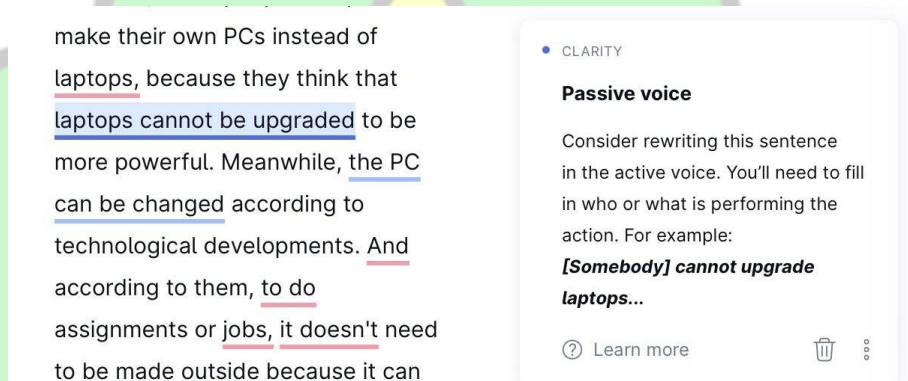 make their own PCs instead of
laptops, because they think that
laptops cannot be upgraded to be
more powerful. Meanwhile, the PC
can be changed according to
technological developments. And
according to them, to do
assignments or jobs, it doesn't need
to be made outside because it can
CLARITY
Passive voice
Consider rewriting this sentence
in the active voice. You’ll need to fill
in who or what is performing the
action. For example:
[Somebody] cannot upgrade
laptops...
Learn more